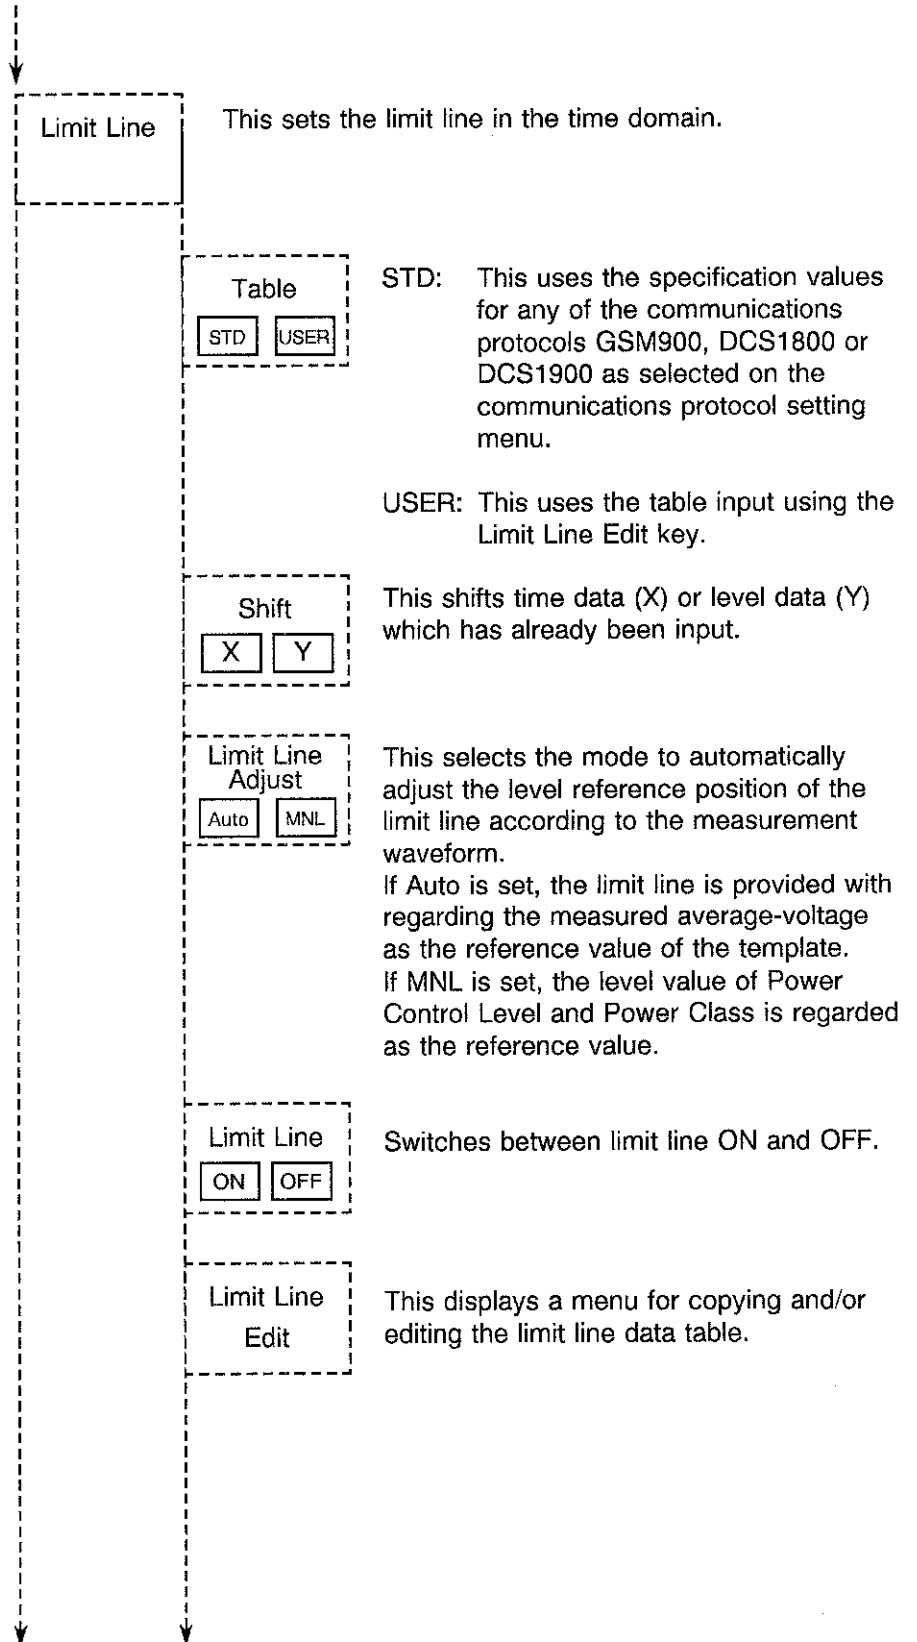 Limit Line
This sets the limit line in the time domain.
Table
STD USER
STD: This uses the specification values
for any of the communications
protocols GSM900, DCS1800 or
DCS1900 as selected on the
communications protocol setting
menu.
USER: This uses the table input using the
Limit Line Edit key.
Shift
X Y
This shifts time data (X) or level data (Y)
which has already been input.
Limit Line
Adjust
Auto MNL
This selects the mode to automatically
adjust the level reference position of the
limit line according to the measurement
waveform.
If Auto is set, the limit line is provided with
regarding the measured average-voltage
as the reference value of the template.
If MNL is set, the level value of Power
Control Level and Power Class is regarded
as the reference value.
Limit Line
ON OFF
Switches between limit line ON and OFF.
Limit Line
Edit
This displays a menu for copying and/or
editing the limit line data table.